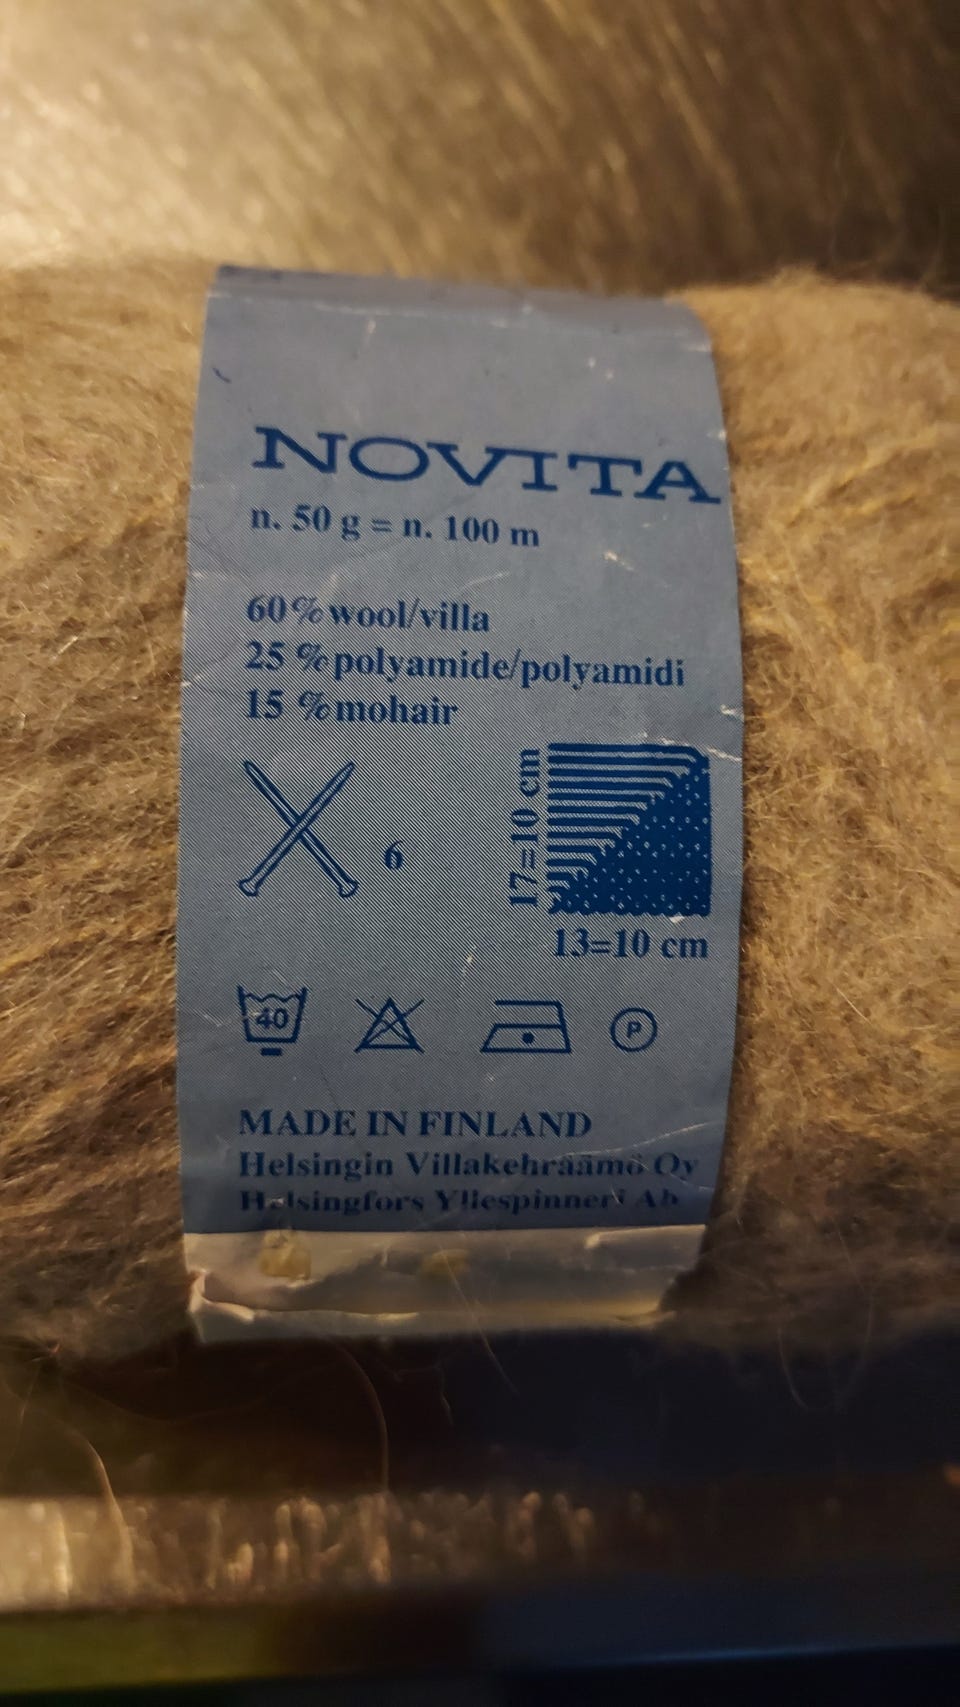 NOVITA
n. 50 g = n. 100 m
60 % wool/villa
25 % polyamide/polyamidi
15 % mohair
6
17=10 cm
13=10 cm
40
P
MADE IN FINLAND
Helsingin Villakehräämö Oy
Helsingfors Yllespinneri Ab